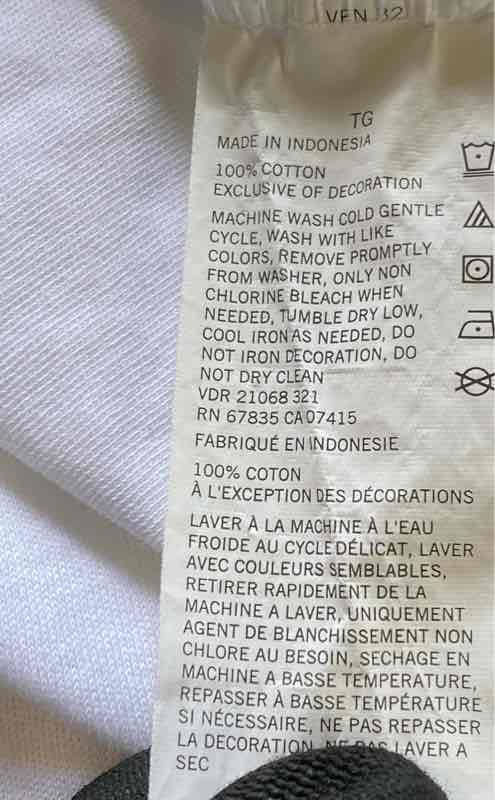 VEN 32
TG
MADE IN INDONESIA
100% COTTON
EXCLUSIVE OF DECORATION
MACHINE WASH COLD GENTLE
CYCLE, WASH WITH LIKE
COLORS, REMOVE PROMPTLY
FROM WASHER, ONLY NON
CHLORINE BLEACH WHEN
NEEDED, TUMBLE DRY LOW,
COOL IRON AS NEEDED, DO
NOT IRON DECORATION, DO
NOT DRY CLEAN
VDR 21068 321
RN 67835 CA 07415
FABRIQUÉ EN INDONESIE
100% COTON
À L'EXCEPTION DES DÉCORATIONS
LAVER À LA MACHINE À L'EAU
FROIDE AU CYCLE DÉLICAT, LAVER
AVEC COULEURS SEMBLABLES,
RETIRER RAPIDEMENT DE LA
MACHINE A LAVER, UNIQUEMENT
AGENT DE BLANCHISSEMENT NON
CHLORE AU BESOIN, SECHAGE EN
MACHINE A BASSE TEMPERATURE,
REPASSER À BASSE TEMPÉRATURE
SI NÉCESSAIRE, NE PAS REPASSER
LA DECORATION, NE PAS LAVER A
SEC